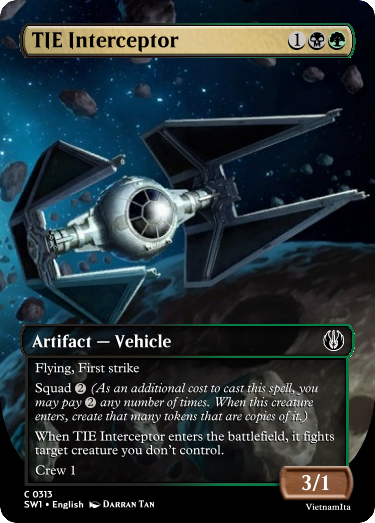 TIE Interceptor 1
Artifact — Vehicle
Flying, First strike
Squad 2 (As an additional cost to cast this spell, you
may pay 2 any number of times. When this creature
enters, create that many tokens that are copies of it.)
When TIE Interceptor enters the battlefield, it fights
target creature you don't control.
Crew 1
3/1
C 0313
SW1 • English Darran Tan
VietnamIta